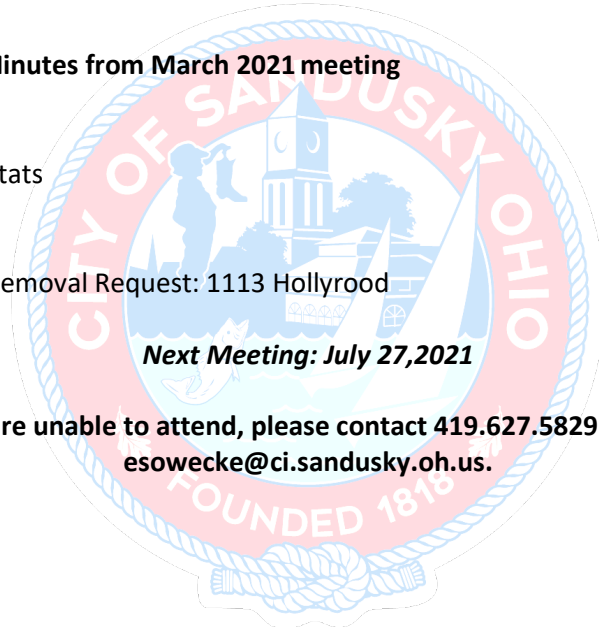 Minutes from March 2021 meeting
tats
emoval Request: 1113 Hollyrood
Next Meeting: July 27,2021
re unable to attend, please contact 419.627.5829
esowecke@ci.sandusky.oh.us.
CITY OF SANDUSKY OHIO
FOUNDED 1818